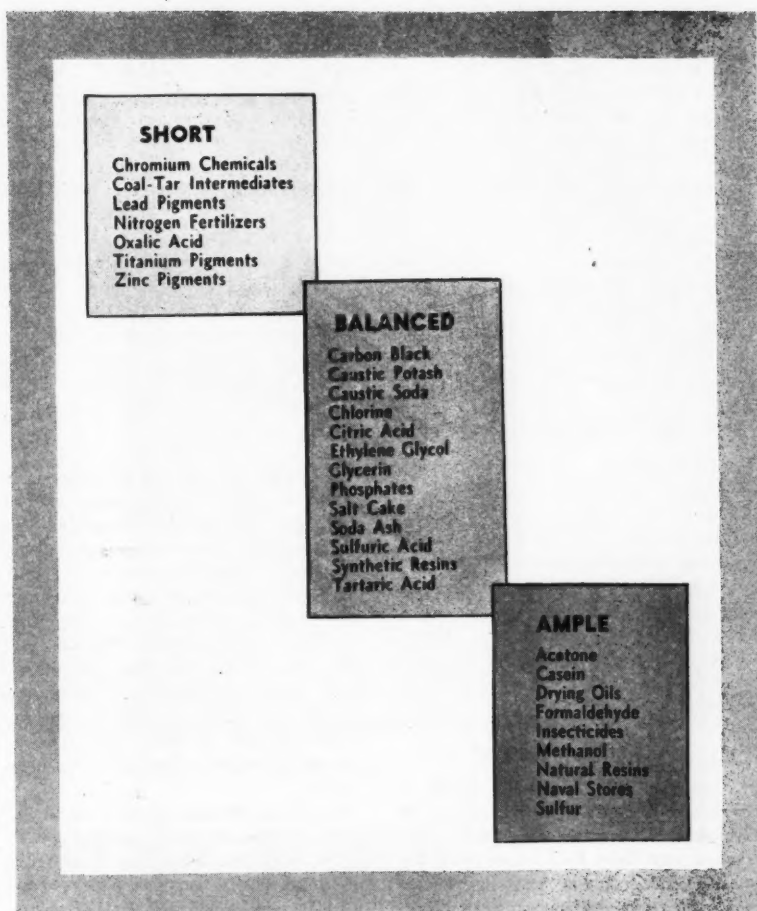 SHORT
Chromium Chemicals
Coal-Tar Intermediates
Lead Pigments
Nitrogen Fertilizers
Oxalic Acid
Titanium Pigments
Zinc Pigments
BALANCED
Carbon Black
Caustic Potash
Caustic Soda
Chlorine
Citric Acid
Ethylene Glycol
Glycerin
Phosphates
Salt Cake
Soda Ash
Sulfuric Acid
Synthetic Resins
Tartaric Acid
AMPLE
Acetone
Casein
Drying Oils
Formaldehyde
Insecticides
Methanol
Natural Resins
Naval Stores
Sulfur